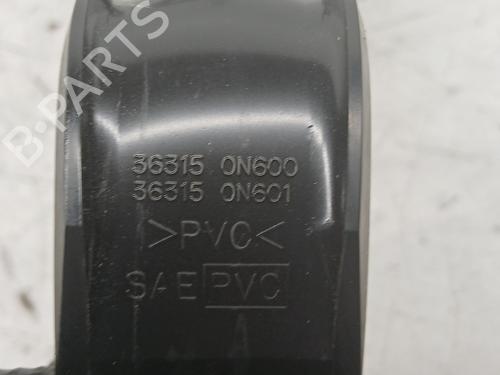 B-PARTS
36315 0N600
36315 0N601
>PVC<
SAE PVC
A